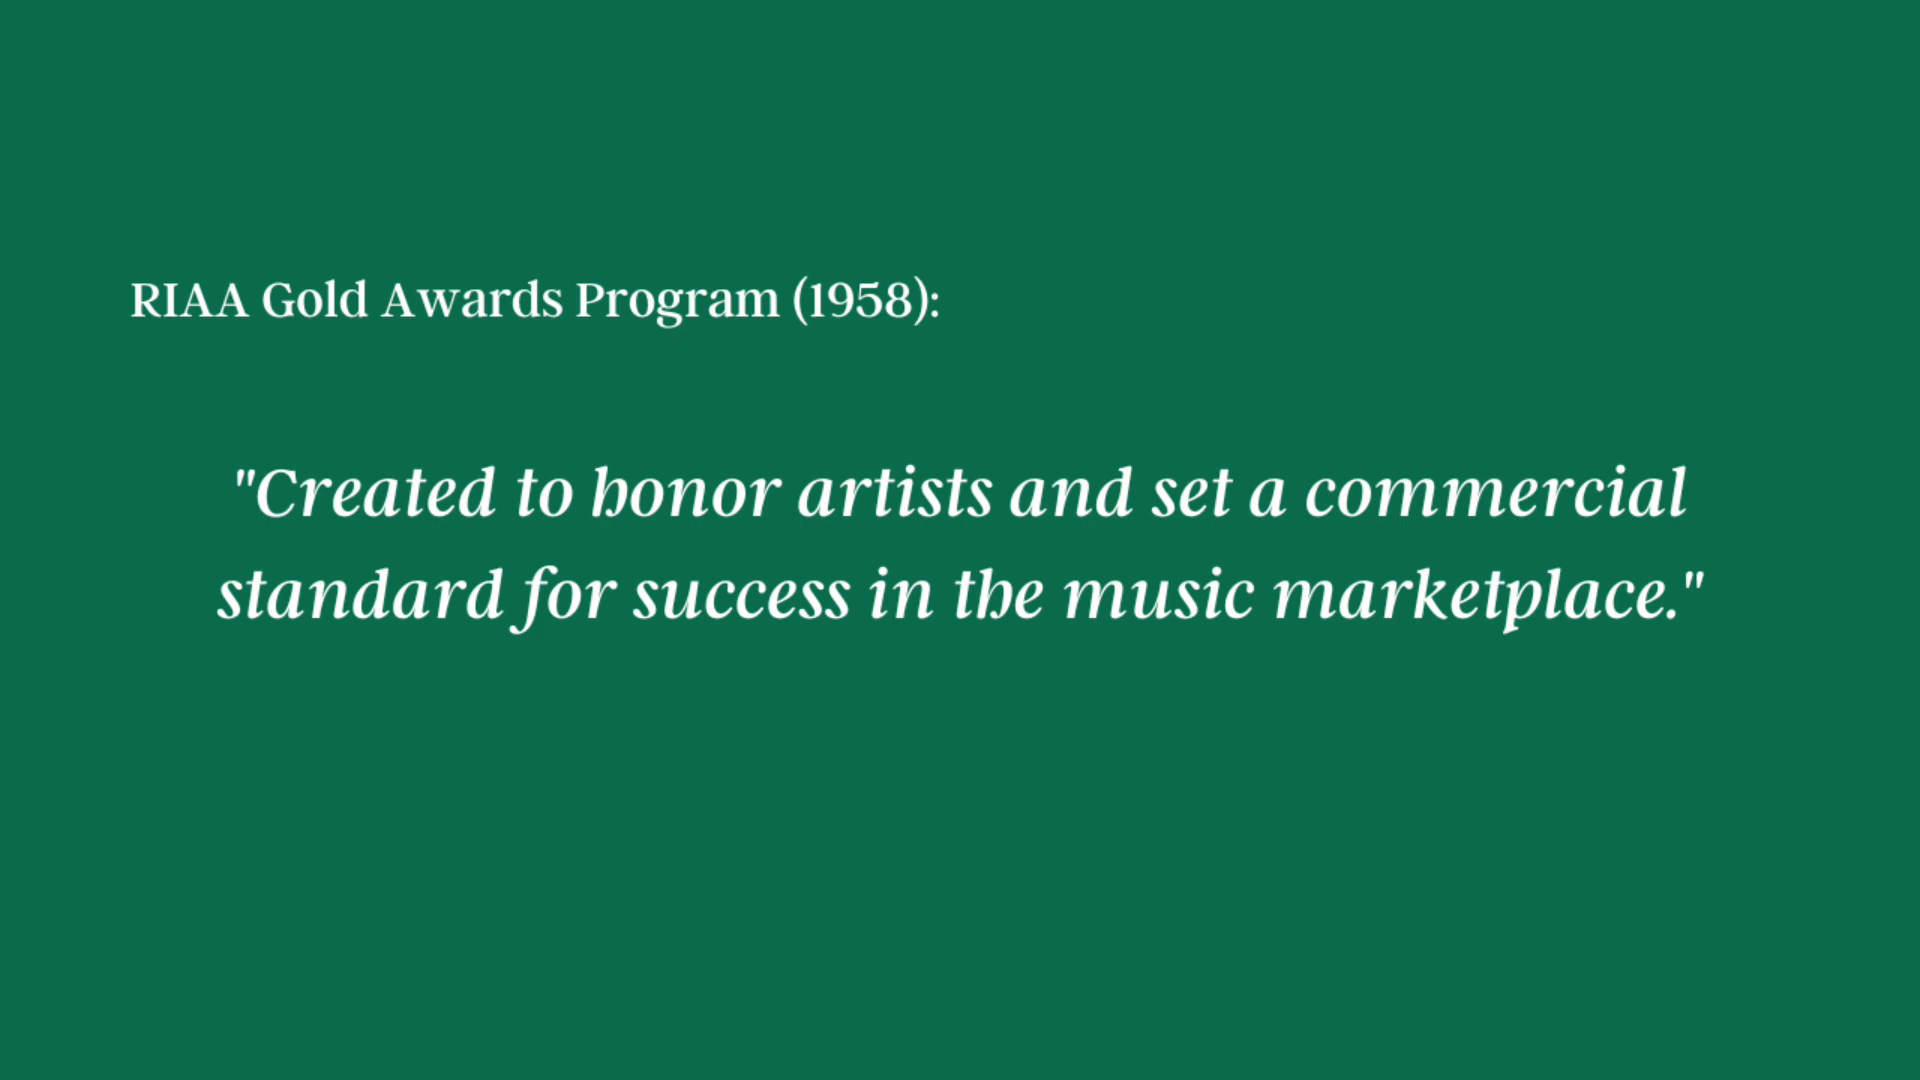 RIAA Gold Awards Program (1958):
"Created to honor artists and set a commercial
standard for success in the music marketplace."